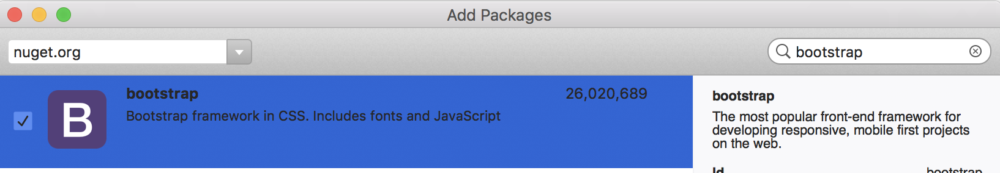 Add Packages
nuget.org
bootstrap
B
bootstrap
26,020,689
Bootstrap framework in CSS. Includes fonts and JavaScript
bootstrap
The most popular front-end framework for
developing responsive, mobile first projects
on the web.
Id
bootstrap